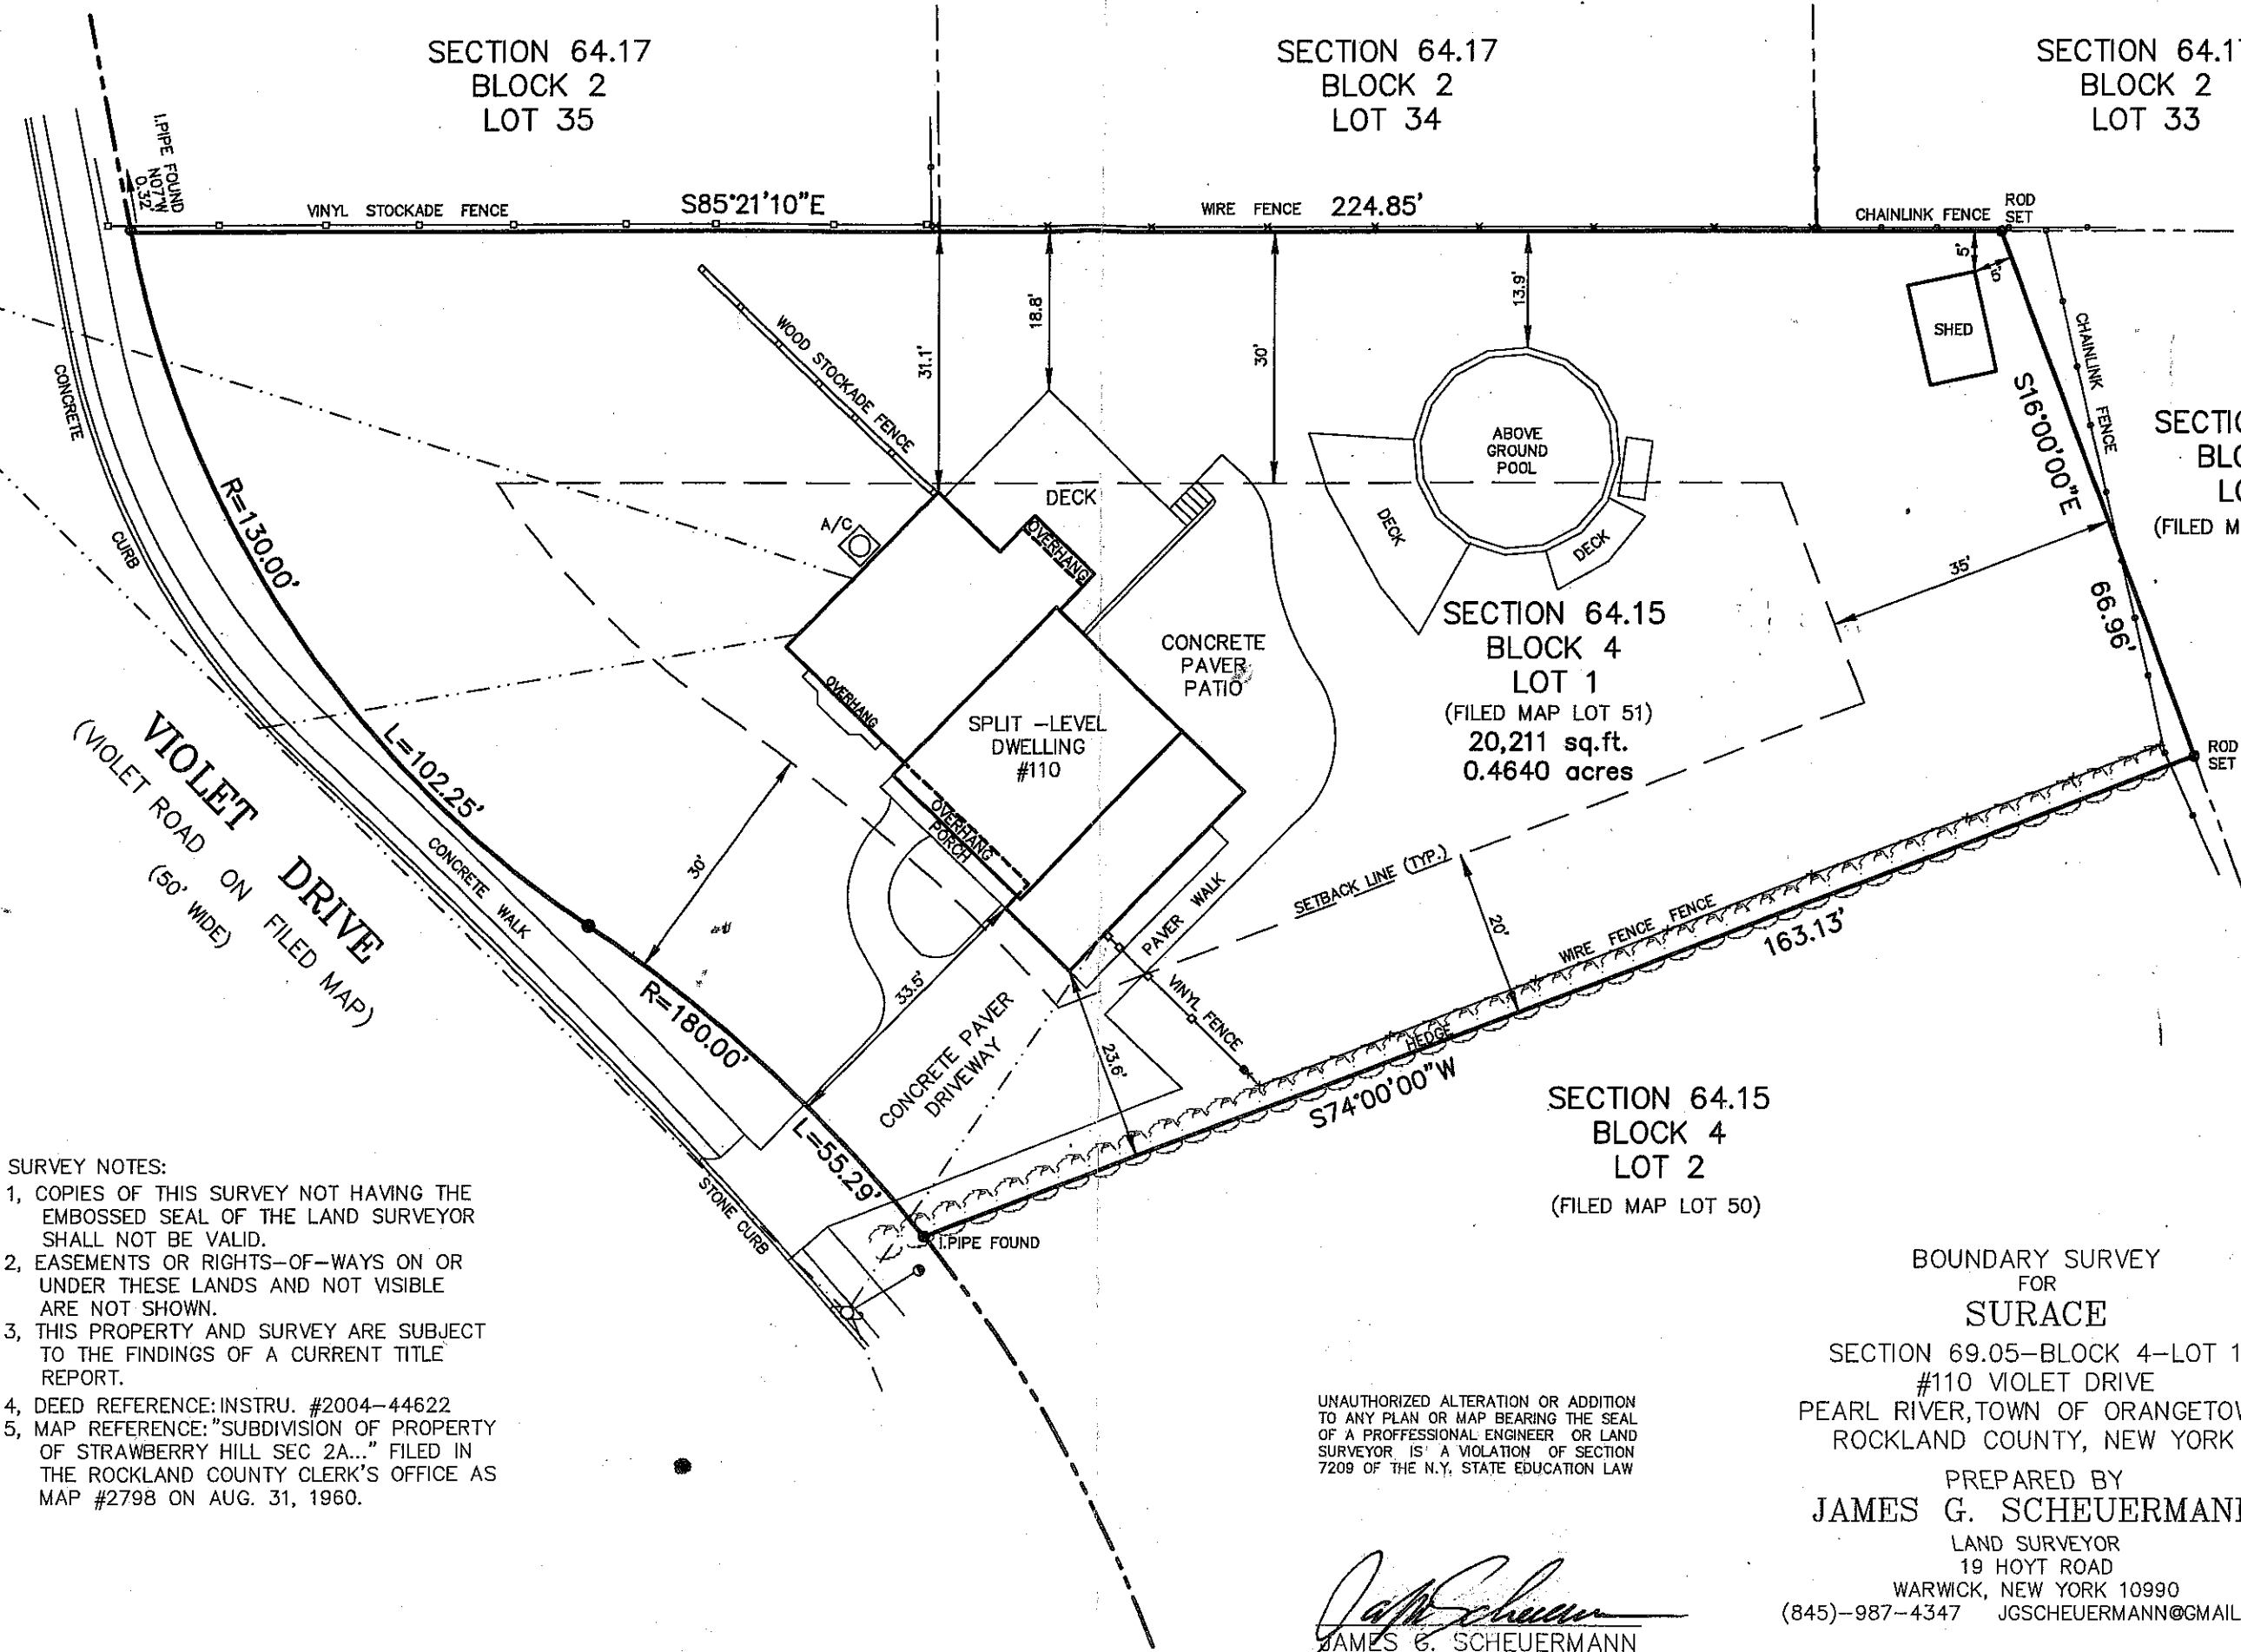 SECTION 64.17
BLOCK 2
LOT 35
SECTION 64.17
BLOCK 2
LOT 34
SECTION 64.1
BLOCK 2
LOT 33
I.PIPE FOUND
N07°W
0.32'
VINYL STOCKADE FENCE
S85°21'10"E
WIRE FENCE 224.85'
CHAINLINK FENCE
ROD
SET
5'
5'
SHED
CHAINLINK FENCE
S16°00'00"E
66.96'
SECTIO
BLO
LO
(FILED M
WOOD STOCKADE FENCE
31.1'
18.8'
30'
13.9'
ABOVE
GROUND
POOL
DECK
DECK
DECK
A/C
OVERHANG
OVERHANG
CONCRETE
CURB
R=130.00'
L=102.25'
CONCRETE
PAVER
PATIO
SPLIT-LEVEL
DWELLING
#110
OVERHANG
PORCH
SECTION 64.15
BLOCK 4
LOT 1
(FILED MAP LOT 51)
20,211 sq.ft.
0.4640 acres
35'
ROD
SET
VIOLET DRIVE
(VIOLET ROAD ON FILED MAP)
(50' WIDE)
CONCRETE WALK
30'
33.5'
PAVER WALK
SETBACK LINE (TYP.)
20'
WIRE FENCE FENCE
163.13'
VINYL FENCE
HEDGE
S74°00'00"W
23.6'
CONCRETE PAVER
DRIVEWAY
R=180.00'
L=55.29'
STONE CURB
I.PIPE FOUND
SECTION 64.15
BLOCK 4
LOT 2
(FILED MAP LOT 50)
SURVEY NOTES:
1, COPIES OF THIS SURVEY NOT HAVING THE
EMBOSSED SEAL OF THE LAND SURVEYOR
SHALL NOT BE VALID.
2, EASEMENTS OR RIGHTS-OF-WAYS ON OR
UNDER THESE LANDS AND NOT VISIBLE
ARE NOT SHOWN.
3, THIS PROPERTY AND SURVEY ARE SUBJECT
TO THE FINDINGS OF A CURRENT TITLE
REPORT.
4, DEED REFERENCE: INSTRU. #2004-44622
5, MAP REFERENCE: "SUBDIVISION OF PROPERTY
OF STRAWBERRY HILL SEC 2A..." FILED IN
THE ROCKLAND COUNTY CLERK'S OFFICE AS
MAP #2798 ON AUG. 31, 1960.
UNAUTHORIZED ALTERATION OR ADDITION
TO ANY PLAN OR MAP BEARING THE SEAL
OF A PROFFESSIONAL ENGINEER OR LAND
SURVEYOR IS A VIOLATION OF SECTION
7209 OF THE N.Y. STATE EDUCATION LAW
JAMES G. SCHEUERMANN
BOUNDARY SURVEY
FOR
SURACE
SECTION 69.05-BLOCK 4-LOT 1
#110 VIOLET DRIVE
PEARL RIVER, TOWN OF ORANGETOW
ROCKLAND COUNTY, NEW YORK
PREPARED BY
JAMES G. SCHEUERMANN
LAND SURVEYOR
19 HOYT ROAD
WARWICK, NEW YORK 10990
(845)-987-4347 JGSCHEUERMANN@GMAIL